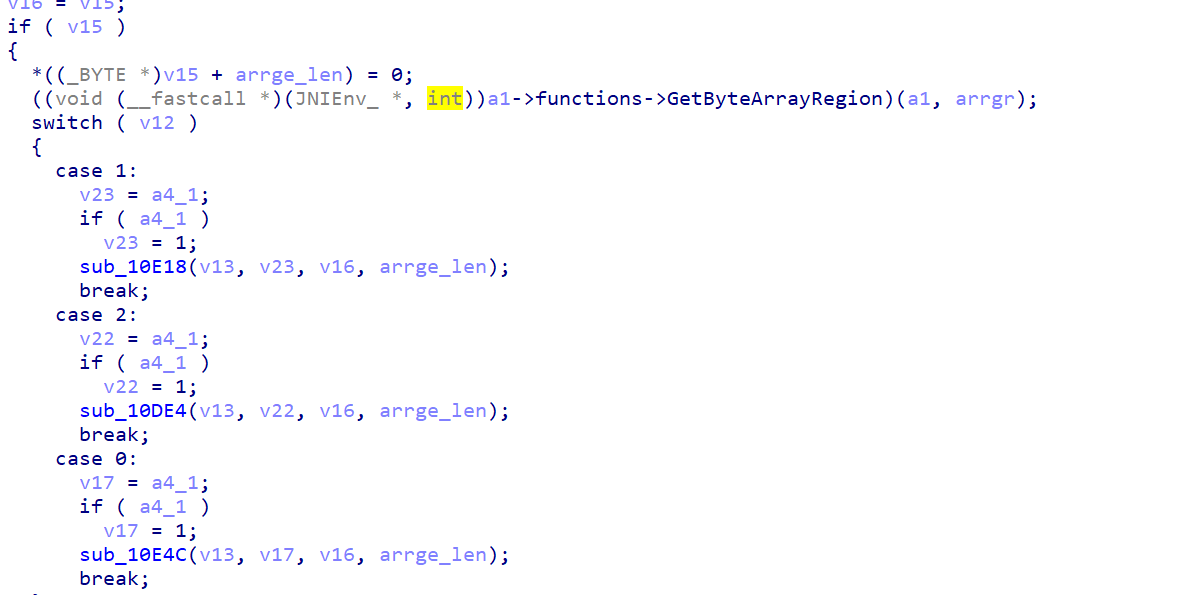 v16 = v15;
if ( v15 )
{
*((_BYTE *)v15 + arrge_len) = 0;
((void (__fastcall *)(JNIEnv_ *, int))a1->functions->GetByteArrayRegion)(a1, arrgr);
switch ( v12 )
{
case 1:
v23 = a4_1;
if ( a4_1 )
v23 = 1;
sub_10E18(v13, v23, v16, arrge_len);
break;
case 2:
v22 = a4_1;
if ( a4_1 )
v22 = 1;
sub_10DE4(v13, v22, v16, arrge_len);
break;
case 0:
v17 = a4_1;
if ( a4_1 )
v17 = 1;
sub_10E4C(v13, v17, v16, arrge_len);
break;